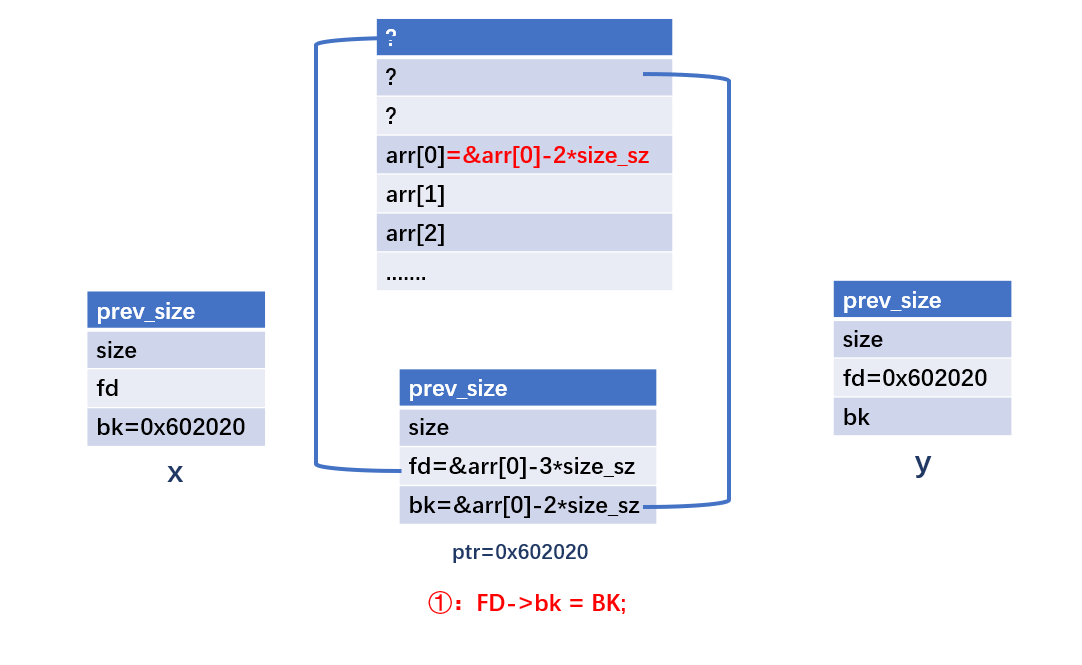 ?
?
?
arr[0]=&arr[0]-2*size_sz
arr[1]
arr[2]
.......
prev_size
size
fd
bk=0x602020
x
prev_size
size
fd=&arr[0]-3*size_sz
bk=&arr[0]-2*size_sz
ptr=0x602020
①：FD->bk = BK;
prev_size
size
fd=0x602020
bk
y